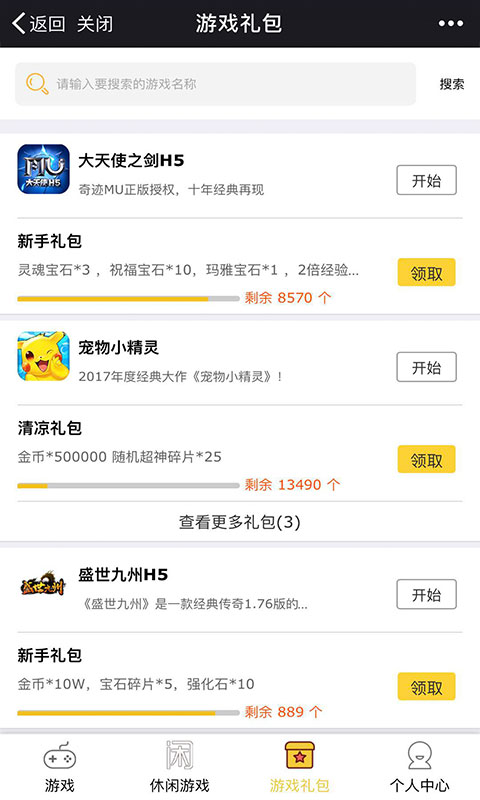 返回 关闭 游戏礼包
请输入要搜索的游戏名称 搜索
MU
大天使H5
大天使之剑H5
奇迹MU正版授权，十年经典再现
开始
新手礼包
灵魂宝石*3 ，祝福宝石*10，玛雅宝石*1 ，2倍经验...
领取
剩余 8570 个
宠物小精灵
2017年度经典大作《宠物小精灵》!
开始
清凉礼包
金币*500000 随机超神碎片*25
领取
剩余 13490 个
查看更多礼包(3)
盛世九州
盛世九州H5
《盛世九州》是一款经典传奇1.76版的...
开始
新手礼包
金币*10W，宝石碎片*5，强化石*10
领取
剩余 889 个
闲
游戏 休闲游戏 游戏礼包 个人中心